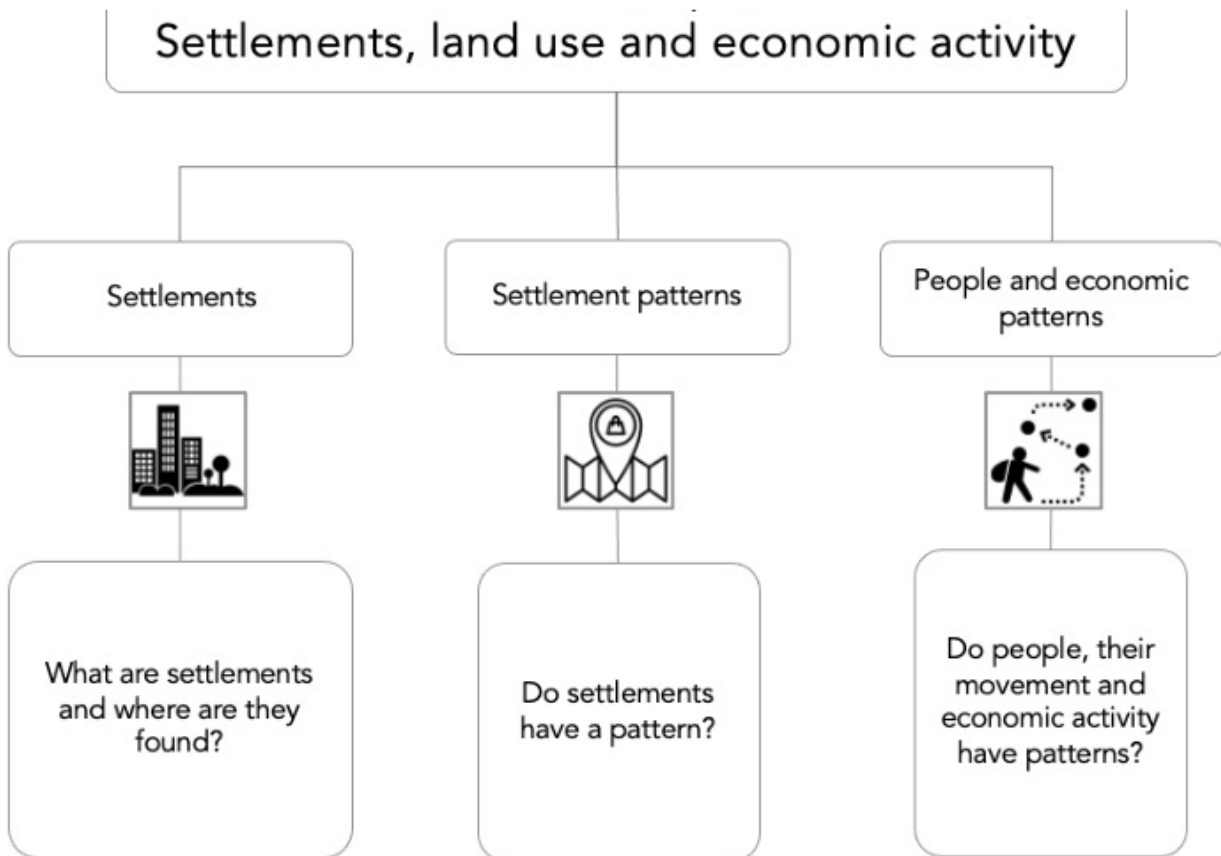 Settlements, land use and economic activity
Settlements
Settlement patterns
People and economic
patterns
What are settlements
and where are they
found?
Do settlements
have a pattern?
Do people, their
movement and
economic activity
have patterns?